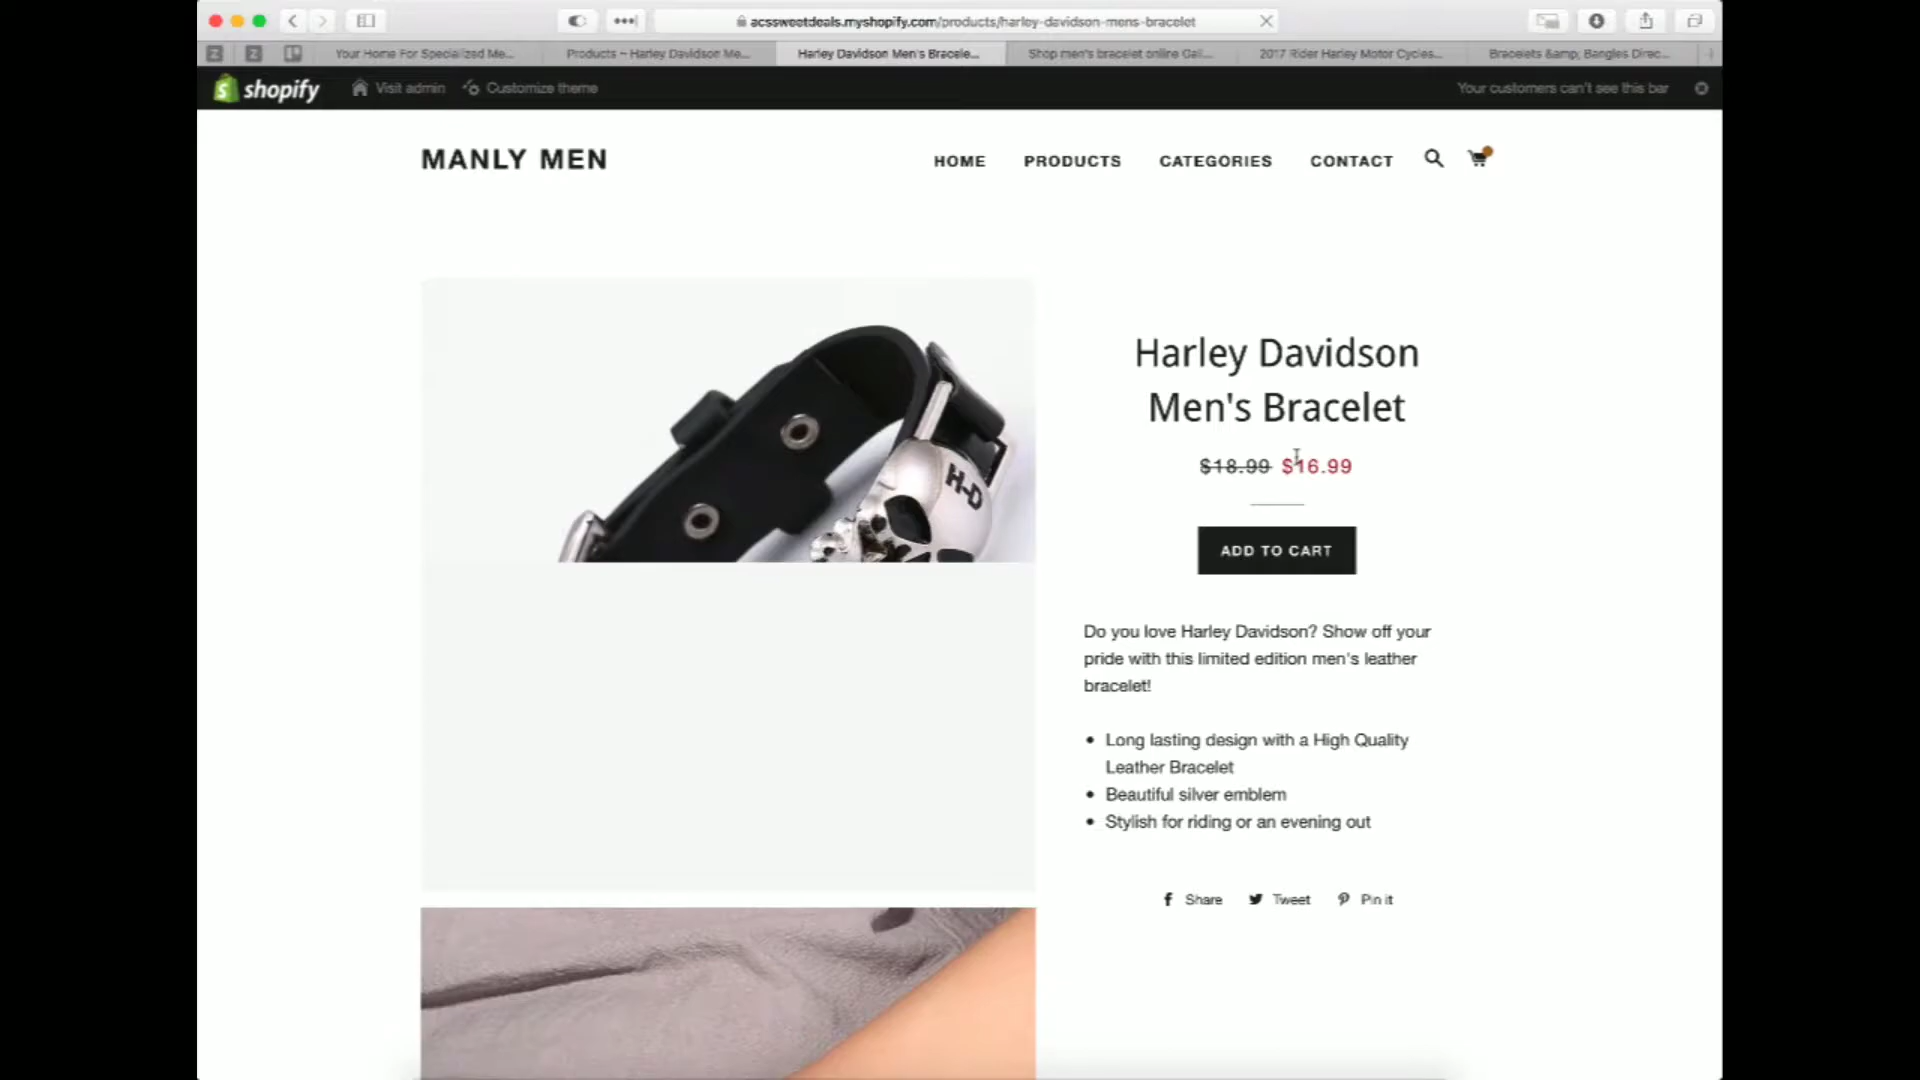 acssweetdeals.myshopify.com/products/harley-davidson-mens-bracelet
Your Home For Specialized Me...
Products ~ Harley Davidson Me...
Harley Davidson Men's Bracele...
Shop men's bracelet online Gal...
2017 Rider Harley Motor Cycles...
Bracelets &amp; Bangles Direc...
shopify
Visit admin
Customize theme
Your customers can't see this bar
MANLY MEN
HOME
PRODUCTS
CATEGORIES
CONTACT
H-D
Harley Davidson
Men's Bracelet
$18.99 $16.99
ADD TO CART
Do you love Harley Davidson? Show off your
pride with this limited edition men's leather
bracelet!
• Long lasting design with a High Quality
Leather Bracelet
• Beautiful silver emblem
• Stylish for riding or an evening out
Share
Tweet
Pin it